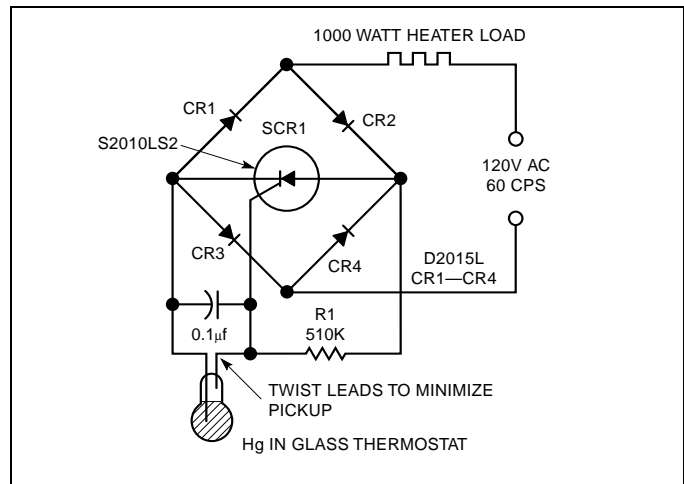 1000 WATT HEATER LOAD
CR1
SCR1
CR2
S2010LS2
120V AC
60 CPS
CR3
CR4
D2015L
CR1—CR4
0.1μf
R1
510K
TWIST LEADS TO MINIMIZE
PICKUP
Hg IN GLASS THERMOSTAT